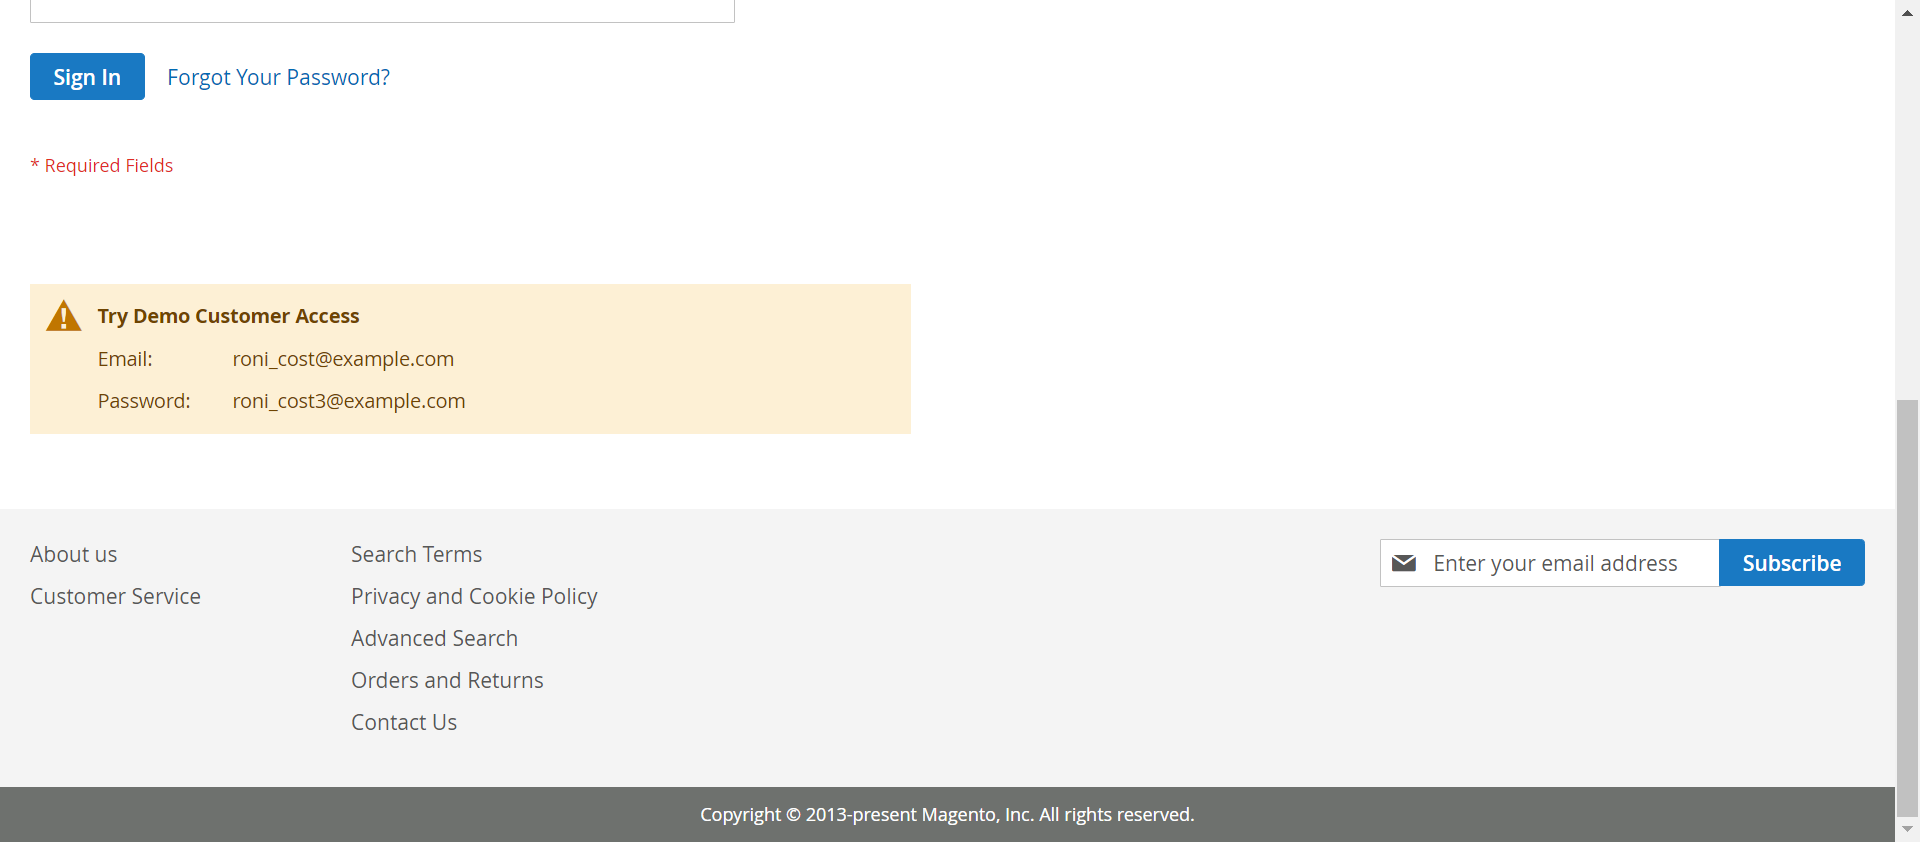 Sign In Forgot Your Password?
* Required Fields
Try Demo Customer Access
Email: roni_cost@example.com
Password: roni_cost3@example.com
About us
Customer Service
Search Terms
Privacy and Cookie Policy
Advanced Search
Orders and Returns
Contact Us
Enter your email address Subscribe
Copyright © 2013-present Magento, Inc. All rights reserved.